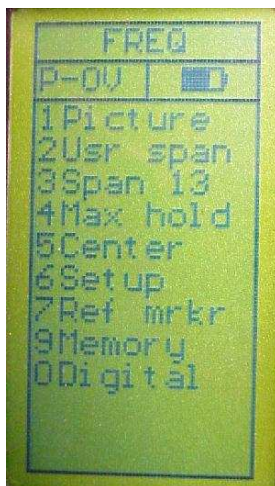 FREQ
P-OV
1Picture
2Usr span
3Span 13
4Max hold
5Center
6Setup
7Ref mrkr
9Memory
0Digital